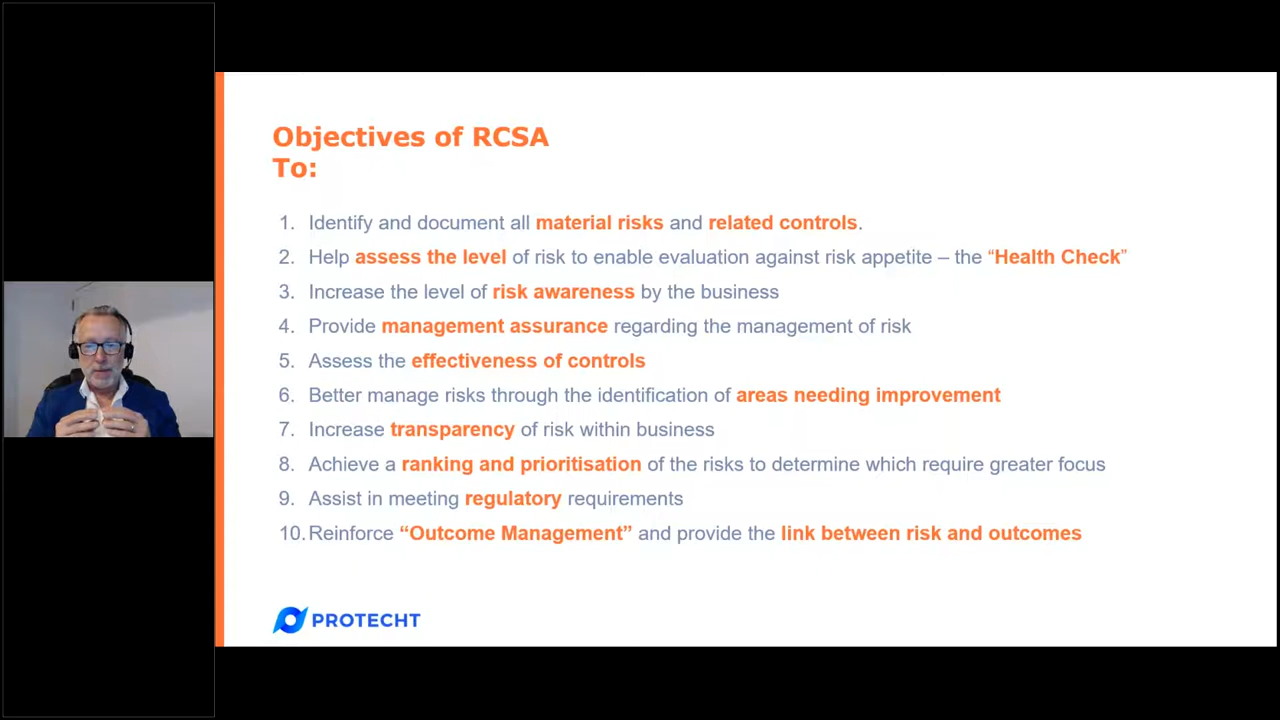 Objectives of RCSA
To:
1. Identify and document all material risks and related controls.
2. Help assess the level of risk to enable evaluation against risk appetite – the “Health Check”
3. Increase the level of risk awareness by the business
4. Provide management assurance regarding the management of risk
5. Assess the effectiveness of controls
6. Better manage risks through the identification of areas needing improvement
7. Increase transparency of risk within business
8. Achieve a ranking and prioritisation of the risks to determine which require greater focus
9. Assist in meeting regulatory requirements
10. Reinforce “Outcome Management” and provide the link between risk and outcomes
PROTECHT